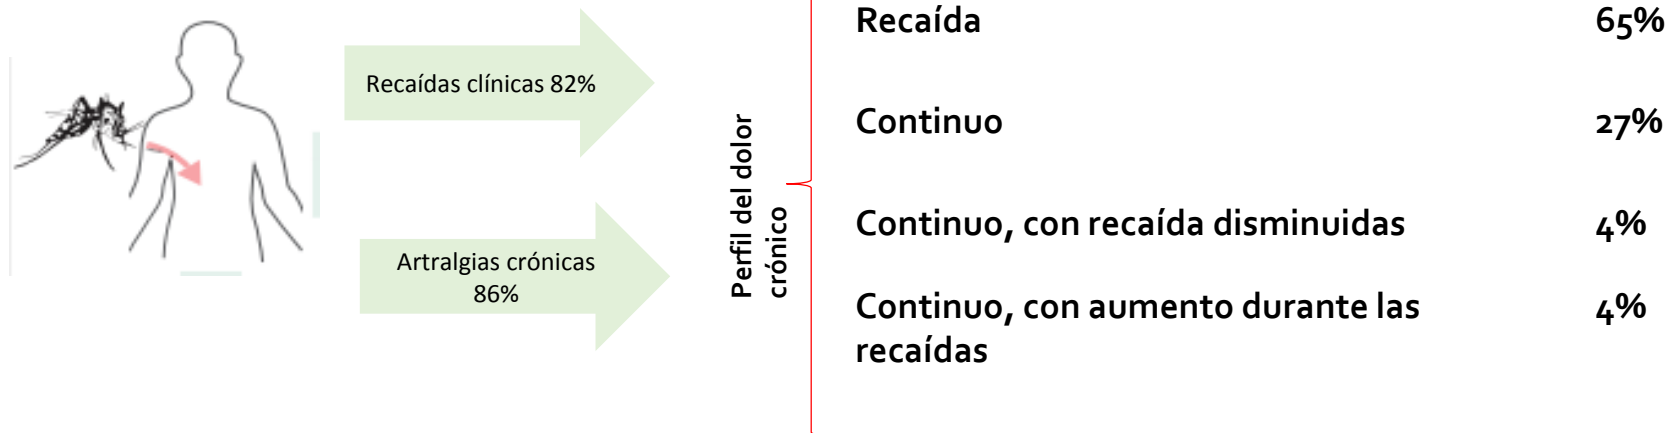 Recaídas clínicas 82%
Artralgias crónicas
86%
Perfil del dolor
crónico
Recaída 65%
Continuo 27%
Continuo, con recaída disminuidas 4%
Continuo, con aumento durante las 4%
recaídas